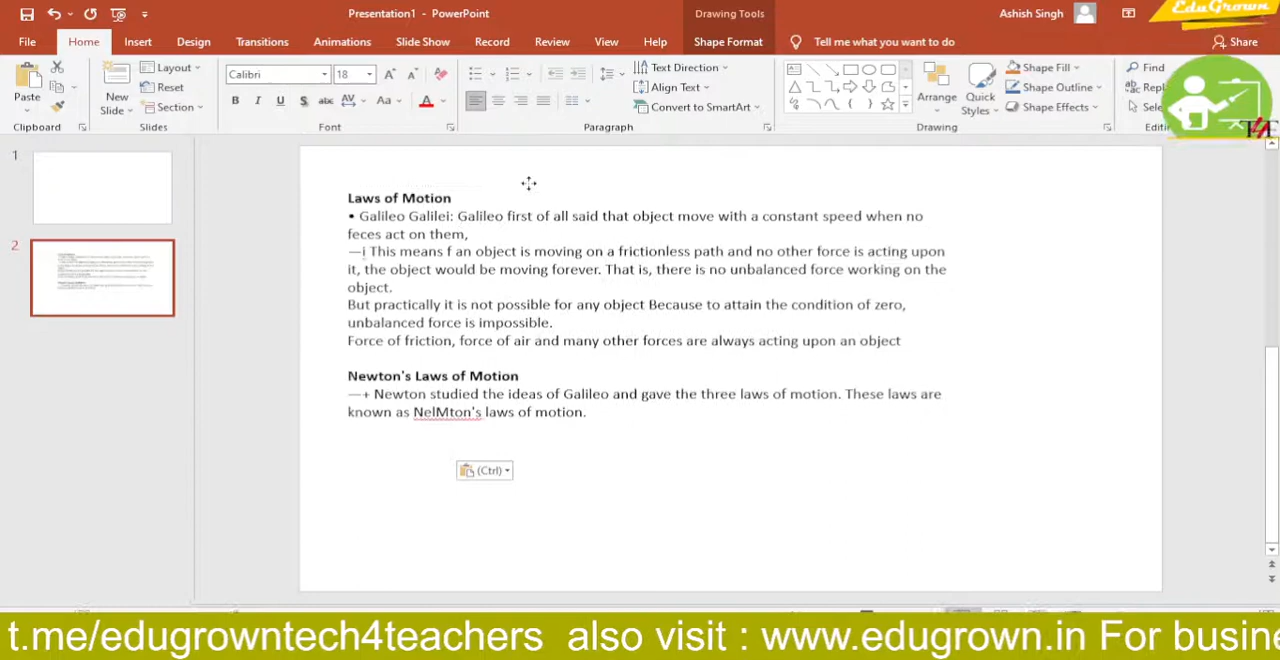 Presentation1 - PowerPoint
Drawing Tools
Ashish Singh
EduGrown
File Home Insert Design Transitions Animations Slide Show Record Review View Help Shape Format Tell me what you want to do Share
Paste
Clipboard
New Slide
Layout
Reset
Section
Slides
Calibri 18
B I U S abc AV Aa A
Font
Text Direction
Align Text
Convert to SmartArt
Paragraph
Arrange
Quick Styles
Shape Fill
Shape Outline
Shape Effects
Drawing
Find
Repl
Sele
Editi
1
2
Laws of Motion
• Galileo Galilei: Galileo first of all said that object move with a constant speed when no
feces act on them,
—i This means f an object is moving on a frictionless path and no other force is acting upon
it, the object would be moving forever. That is, there is no unbalanced force working on the
object.
But practically it is not possible for any object Because to attain the condition of zero,
unbalanced force is impossible.
Force of friction, force of air and many other forces are always acting upon an object
Newton's Laws of Motion
—+ Newton studied the ideas of Galileo and gave the three laws of motion. These laws are
known as NelMton's laws of motion.
(Ctrl)
t.me/edugrowntech4teachers also visit : www.edugrown.in For busine